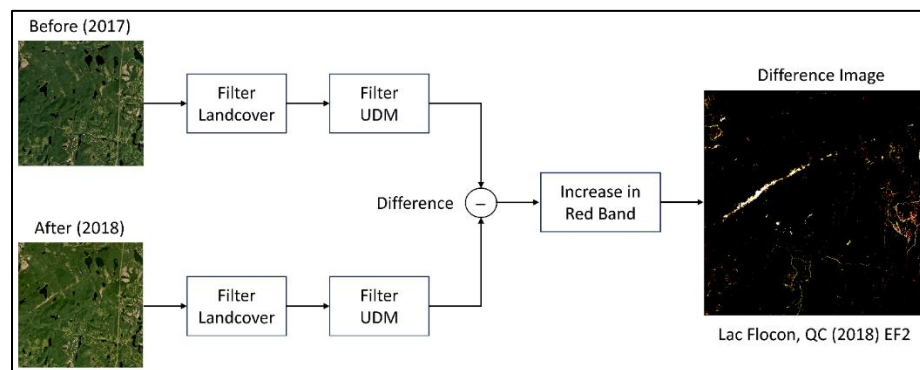 Before (2017)
Filter
Landcover
Filter
UDM
Difference
−
Increase in
Red Band
Difference Image
After (2018)
Filter
Landcover
Filter
UDM
Lac Flocon, QC (2018) EF2